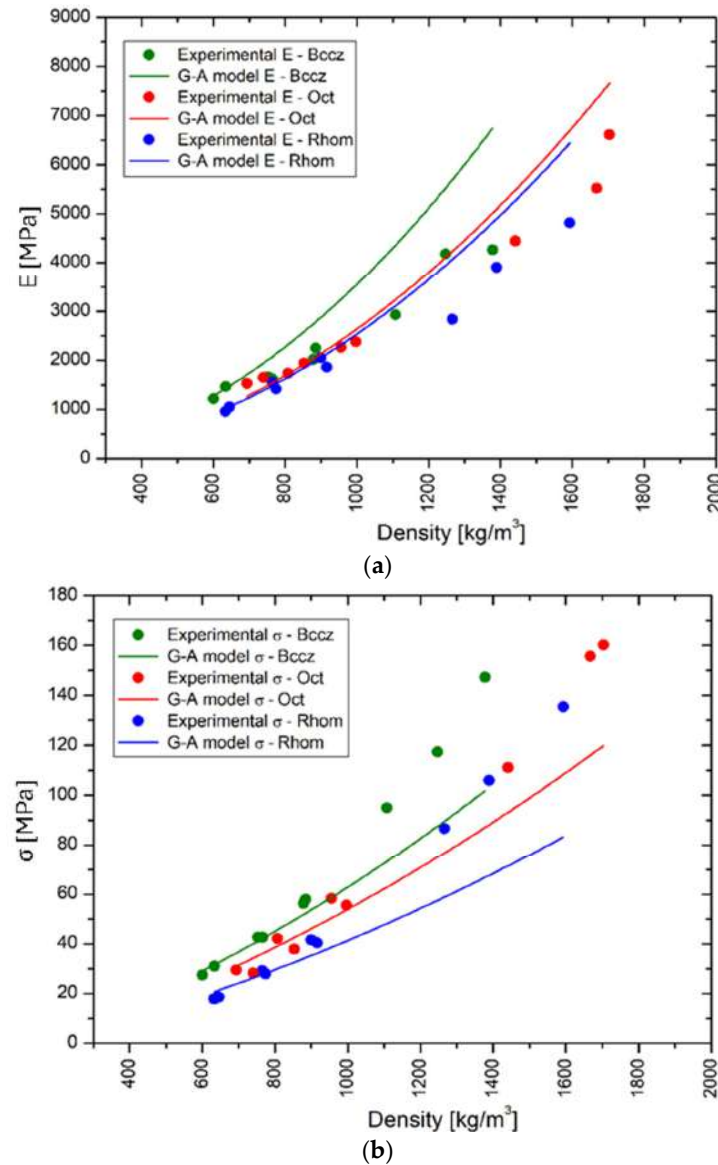 9000
8000
7000
6000
5000
4000
3000
2000
1000
0
E [MPa]
Experimental E - Bccz
G-A model E - Bccz
Experimental E - Oct
G-A model E - Oct
Experimental E - Rhom
G-A model E - Rhom
400 600 800 1000 1200 1400 1600 1800 2000
Density [kg/m³]
(a)
180
160
140
120
100
80
60
40
20
0
σ [MPa]
Experimental σ - Bccz
G-A model σ - Bccz
Experimental σ - Oct
G-A model σ - Oct
Experimental σ - Rhom
G-A model σ - Rhom
400 600 800 1000 1200 1400 1600 1800 2000
Density [kg/m³]
(b)